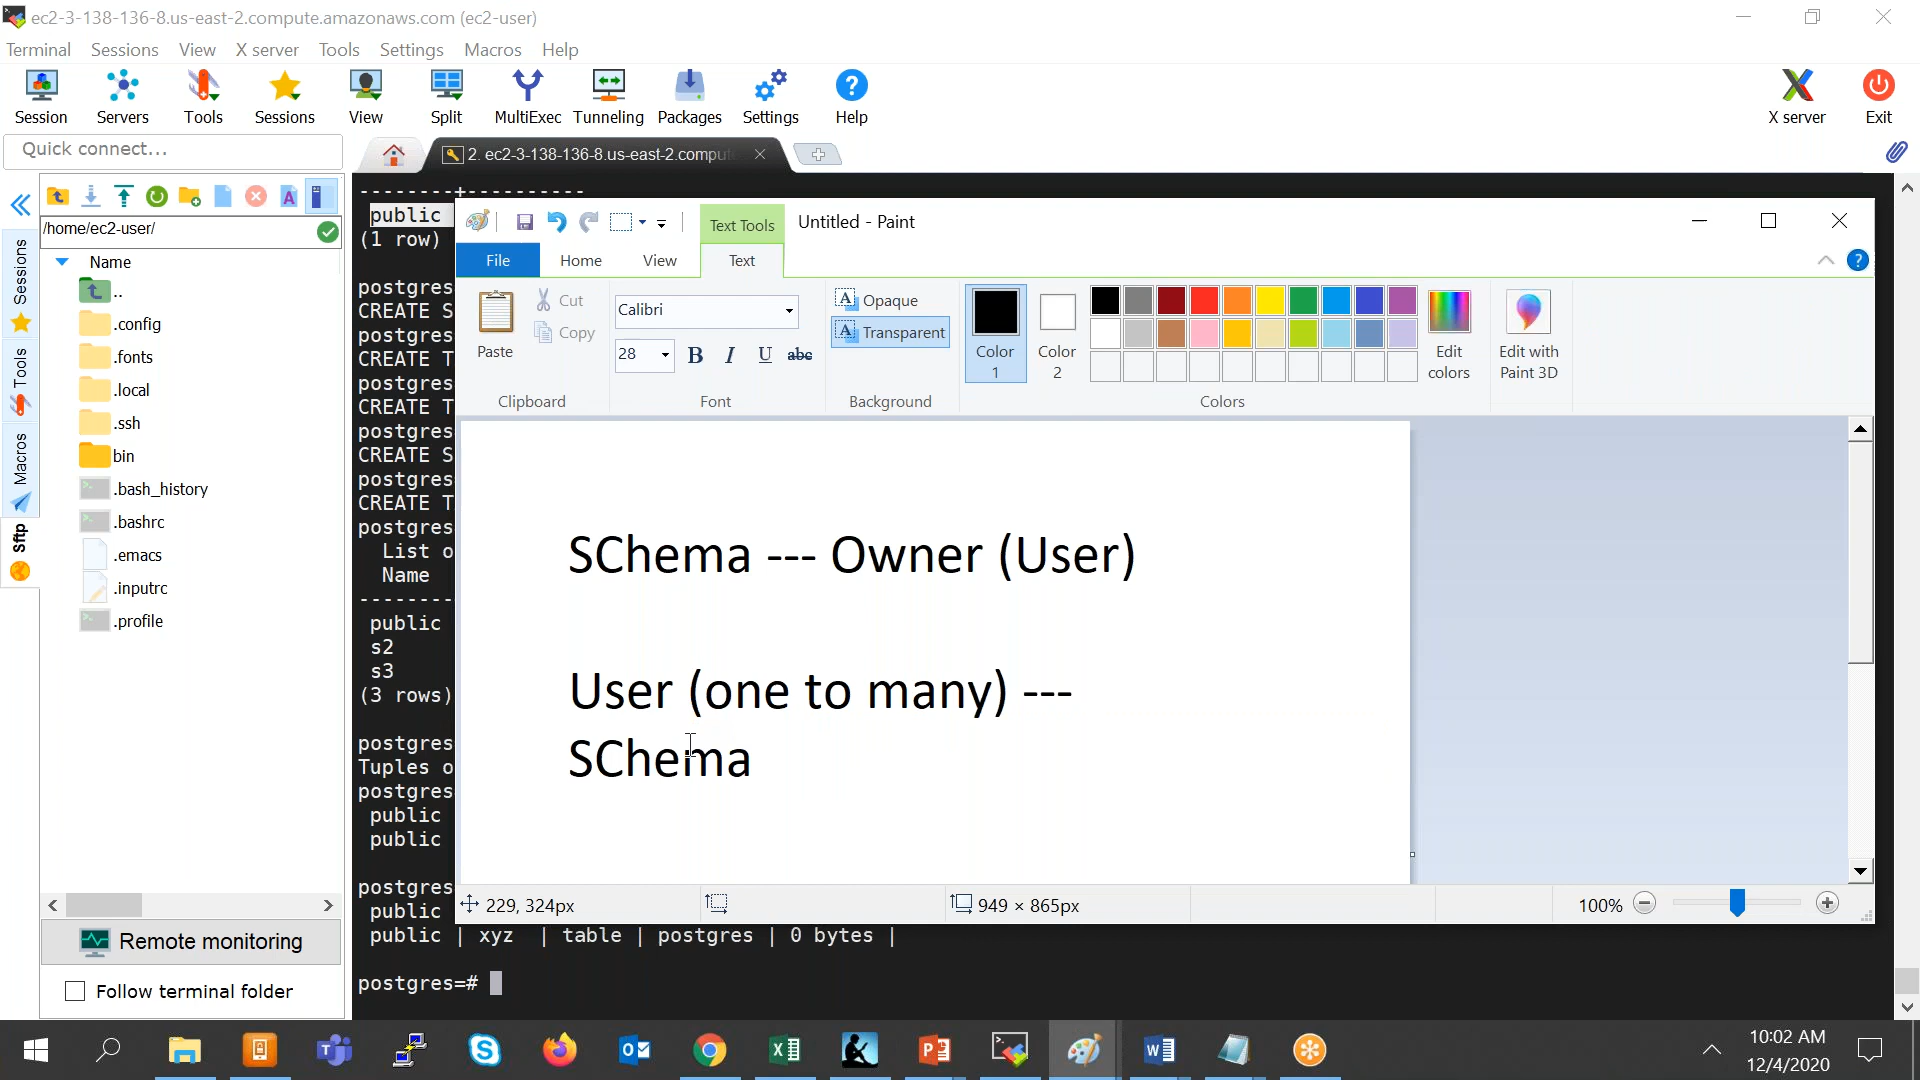 ec2-3-138-136-8.us-east-2.compute.amazonaws.com (ec2-user)
Terminal Sessions View X server Tools Settings Macros Help
Session Servers Tools Sessions View Split MultiExec Tunneling Packages Settings Help X server Exit
Quick connect...
2. ec2-3-138-136-8.us-east-2.compute
/home/ec2-user/
Name
..
.config
.fonts
.local
.ssh
bin
.bash_history
.bashrc
.emacs
.inputrc
.profile
Sessions
Tools
Macros
Sftp
Remote monitoring
Follow terminal folder
--------+----------
public
(1 row)
postgres
CREATE S
postgres
CREATE T
postgres
CREATE T
postgres
CREATE S
postgres
CREATE T
postgres
List o
Name
--------
public
s2
s3
(3 rows)
postgres
Tuples o
postgres
public
public
postgres
public
public | xyz | table | postgres | 0 bytes |
postgres=#
Text Tools Untitled - Paint
File Home View Text
Paste Cut
Copy
Clipboard
Calibri
28 B I U abc
Font
Opaque
Transparent
Background
Color 1
Color 2
Edit colors
Edit with Paint 3D
Colors
SChema --- Owner (User)
User (one to many) ---
SChema
229, 324px 949 × 865px 100%
10:02 AM
12/4/2020